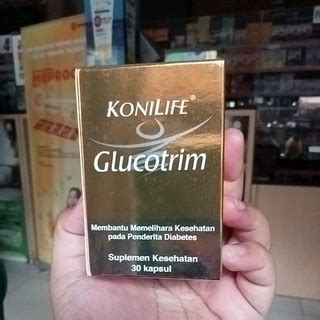 KONILIFE®
Glucotrim
Membantu Memelihara Kesehatan
pada Penderita Diabetes
Suplemen Kesehatan
30 kapsul